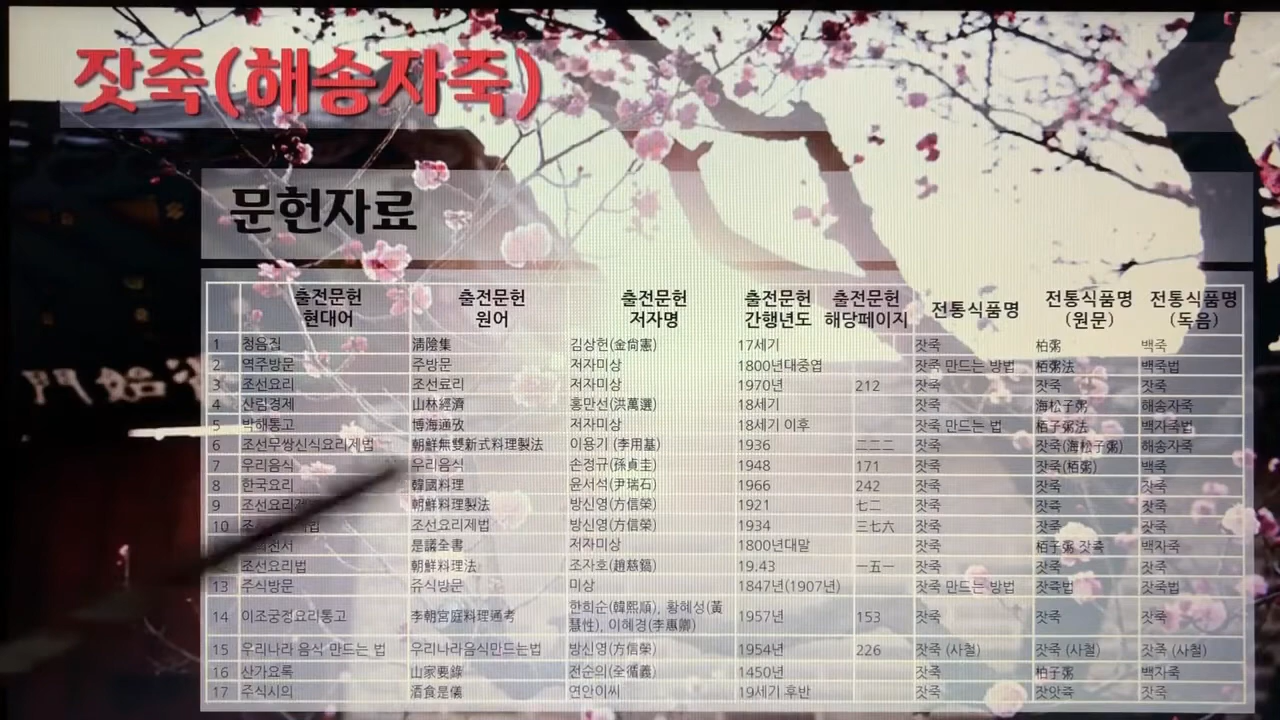 잣죽(해송자죽)
문헌자료
출전문헌 현대어 출전문헌 원어 출전문헌 저자명 출전문헌 간행년도 출전문헌 해당페이지 전통식품명 전통식품명 (원문) 전통식품명 (독음)
1 청음집 淸陰集 김상헌(金尙憲) 17세기 잣죽 柏粥 백죽
2 역주방문 주방문 저자미상 1800년대중엽 잣죽 만드는 방법 栢粥法 백죽법
3 조선요리 조선료리 저자미상 1970년 212 잣죽 잣죽 잣죽
4 산림경제 山林經濟 홍만선(洪萬選) 18세기 잣죽 海松子粥 해송자죽
5 박해통고 博海通攷 저자미상 18세기 이후 잣죽 만드는 법 栢子粥法 백자죽법
6 조선무쌍신식요리제법 朝鮮無雙新式料理製法 이용기 (李用基) 1936 二二二 잣죽 잣죽(海松子粥) 해송자죽
7 우리음식 우리음식 손정규(孫貞圭) 1948 171 잣죽 잣죽(栢粥) 백죽
8 한국요리 韓國料理 윤서석(尹瑞石) 1966 242 잣죽 잣죽 잣죽
9 조선요리 朝鮮料理製法 방신영(方信榮) 1921 七二 잣죽 잣죽 잣죽
10 조선요리제법 방신영(方信榮) 1934 三七六 잣죽 잣죽 잣죽
전서 是議全書 저자미상 1800년대말 잣죽 栢子粥 잣죽 백자죽
조선요리법 朝鮮料理法 조자호(趙慈鎬) 19.43 一五一 잣죽 잣죽 잣죽
13 주식방문 쥬식방문 미상 1847년(1907년) 잣죽 만드는 방법 잣죽법 잣죽법
14 이조궁정요리통고 李朝宮庭料理通考 한희순(韓熙順), 황혜성(黃
慧性), 이혜경(李惠卿) 1957년 153 잣죽 잣죽 잣죽
15 우리나라 음식 만드는 법 우리나라음식만드는법 방신영(方信榮) 1954년 226 잣죽 (사철) 잣죽 (사철) 잣죽 (사철)
16 산가요록 山家要錄 전순의(全循義) 1450년 잣죽 柏子粥 백자죽
17 주식시의 酒食是儀 연안이씨 19세기 후반 잣죽 잣쥭 잣죽
門始